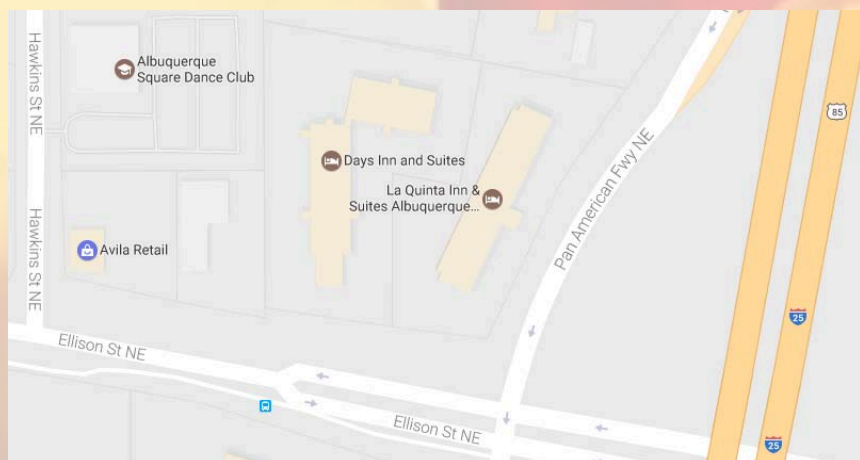 Hawkins St NE
Albuquerque
Square Dance Club
85
Days Inn and Suites
La Quinta Inn &
Suites Albuquerque...
Pan American Fwy NE
Hawkins St NE
Avila Retail
25
Ellison St NE
Ellison St NE
25